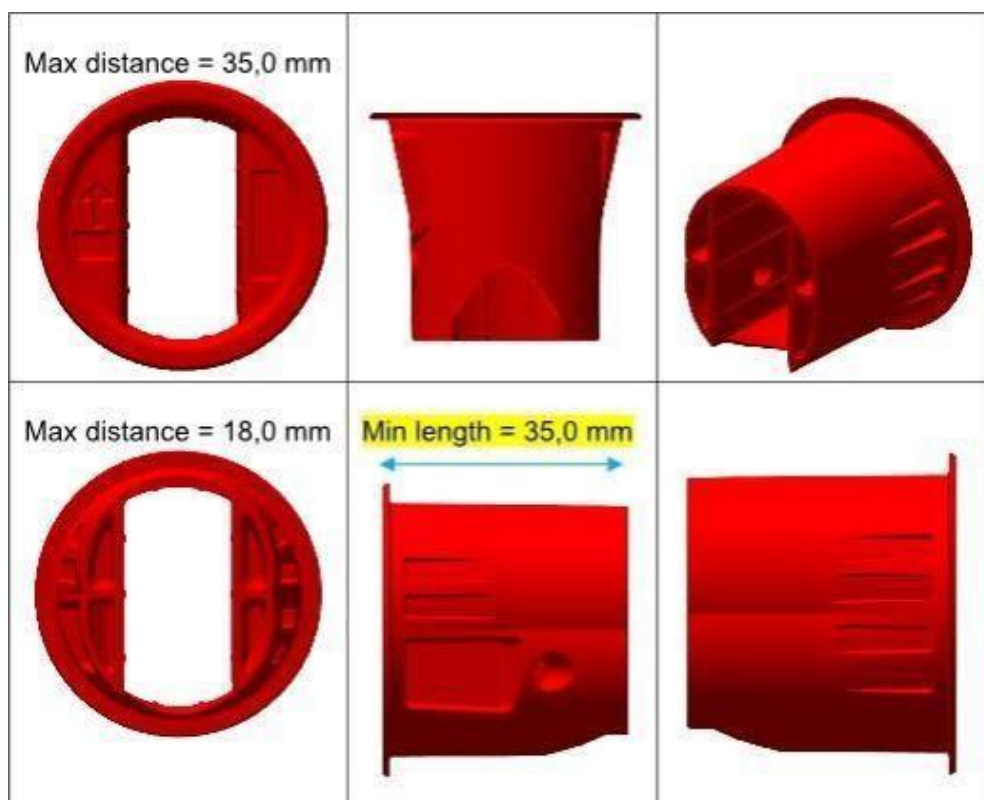 Max distance = 35,0 mm
Max distance = 18,0 mm
Min length = 35,0 mm